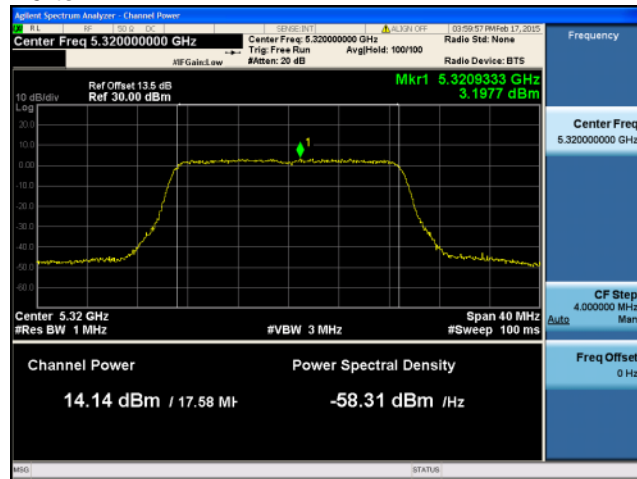 Agilent Spectrum Analyzer - Channel Power
RL RF 50 Ω DC SENSE:INT ALIGN OFF 03:59:57 PM Feb 17, 2015
Center Freq 5.320000000 GHz
Center Freq: 5.320000000 GHz
Radio Std: None
Trig: Free Run Avg|Hold: 100/100
#IFGain:Low #Atten: 20 dB Radio Device: BTS
Frequency
Mkr1 5.3209333 GHz
3.1977 dBm
Ref Offset 13.5 dB
10 dB/div Ref 30.00 dBm
Log
20.0
10.0
0.00
-10.0
-20.0
-30.0
-40.0
-50.0
-60.0
1
Center Freq
5.320000000 GHz
Center 5.32 GHz Span 40 MHz
#Res BW 1 MHz #VBW 3 MHz #Sweep 100 ms
CF Step
4.000000 MHz
Auto Man
Freq Offset
0 Hz
Channel Power Power Spectral Density
14.14 dBm / 17.58 MH -58.31 dBm /Hz
MSG STATUS